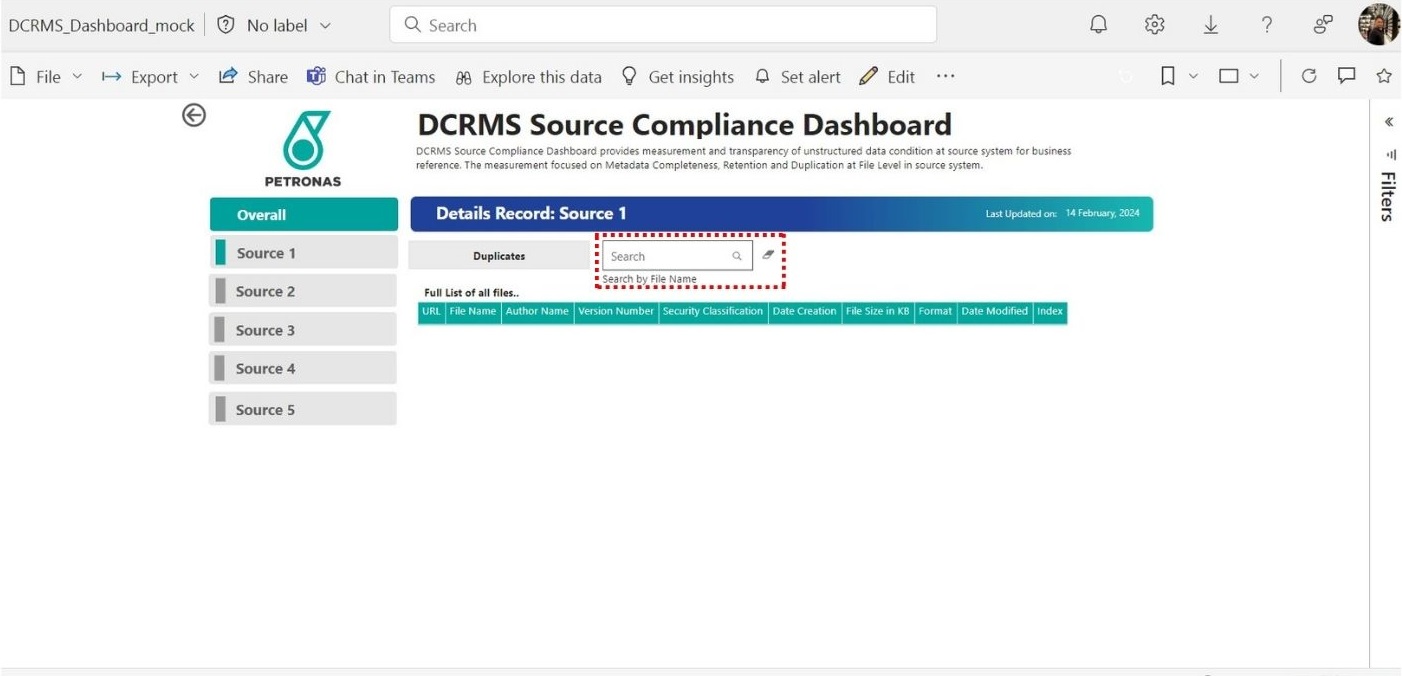 DCRMS_Dashboard_mock No label Search
File Export Share Chat in Teams Explore this data Get insights Set alert Edit ...
PETRONAS
DCRMS Source Compliance Dashboard
DCRMS Source Compliance Dashboard provides measurement and transparency of unstructured data condition at source system for business
reference. The measurement focused on Metadata Completeness, Retention and Duplication at File Level in source system.
Filters
Overall
Source 1
Source 2
Source 3
Source 4
Source 5
Details Record: Source 1 Last Updated on: 14 February, 2024
Duplicates Search
Search by File Name
Full List of all files..
URL File Name Author Name Version Number Security Classification Date Creation File Size in KB Format Date Modified Index